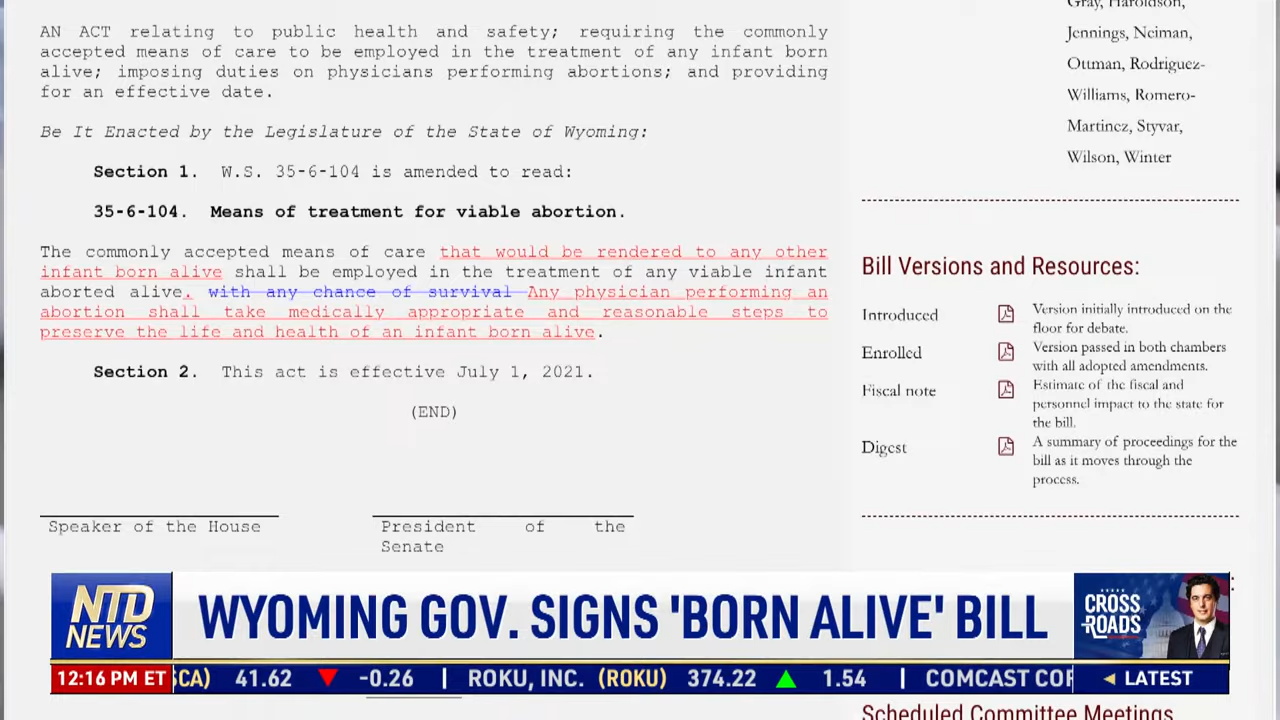 AN ACT relating to public health and safety; requiring the commonly
accepted means of care to be employed in the treatment of any infant born
alive; imposing duties on physicians performing abortions; and providing
for an effective date.
Be It Enacted by the Legislature of the State of Wyoming:
Section 1. W.S. 35-6-104 is amended to read:
35-6-104. Means of treatment for viable abortion.
The commonly accepted means of care that would be rendered to any other
infant born alive shall be employed in the treatment of any viable infant
aborted alive. with any chance of survival Any physician performing an
abortion shall take medically appropriate and reasonable steps to
preserve the life and health of an infant born alive.
Section 2. This act is effective July 1, 2021.
(END)
Speaker of the House
President of the
Senate
Gray, Haroldson,
Jennings, Neiman,
Ottman, Rodriguez-
Williams, Romero-
Martinez, Styvar,
Wilson, Winter
Bill Versions and Resources:
Introduced
Version initially introduced on the
floor for debate.
Enrolled
Version passed in both chambers
with all adopted amendments.
Fiscal note
Estimate of the fiscal and
personnel impact to the state for
the bill.
Digest
A summary of proceedings for the
bill as it moves through the
process.
NTD
NEWS
WYOMING GOV. SIGNS 'BORN ALIVE' BILL
CROSS
ROADS
12:16 PM ET
SCA) 41.62 ▼ -0.26 | ROKU, INC. (ROKU) 374.22 ▲ 1.54 | COMCAST COR
◄ LATEST
Scheduled Committee Meetings